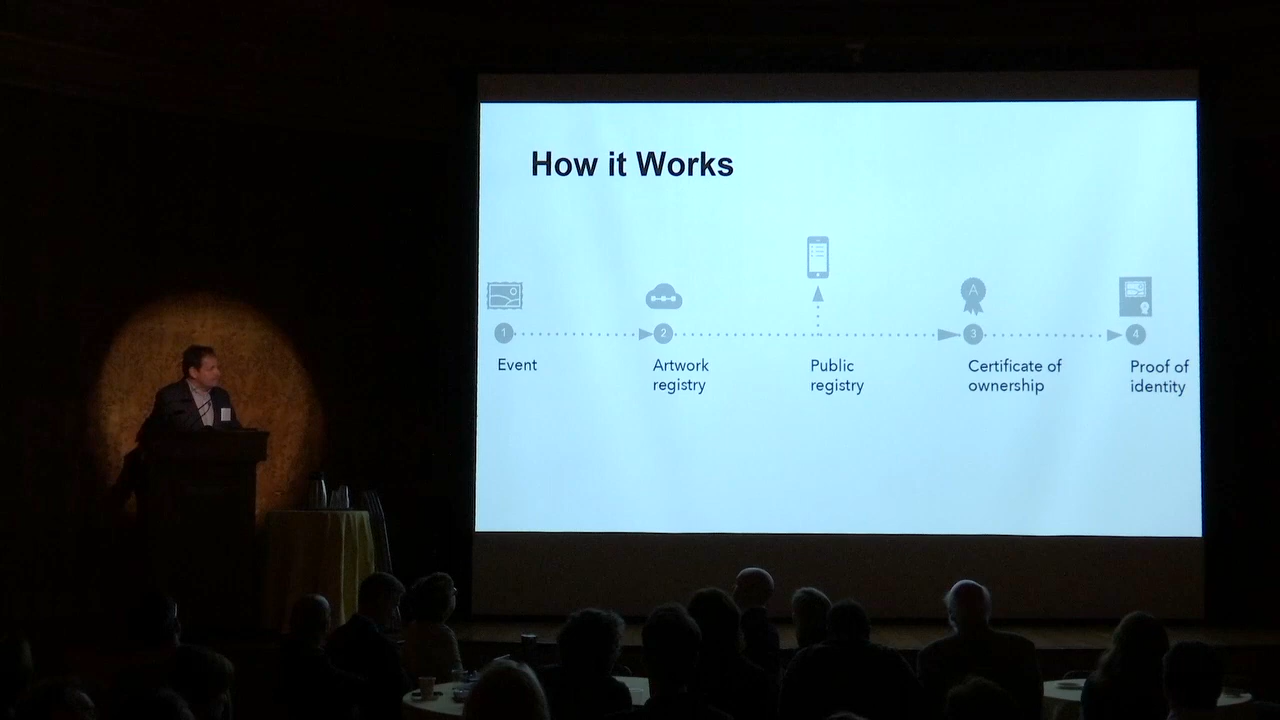 How it Works
A
1
2
3
4
Event
Artwork
registry
Public
registry
Certificate of
ownership
Proof of
identity